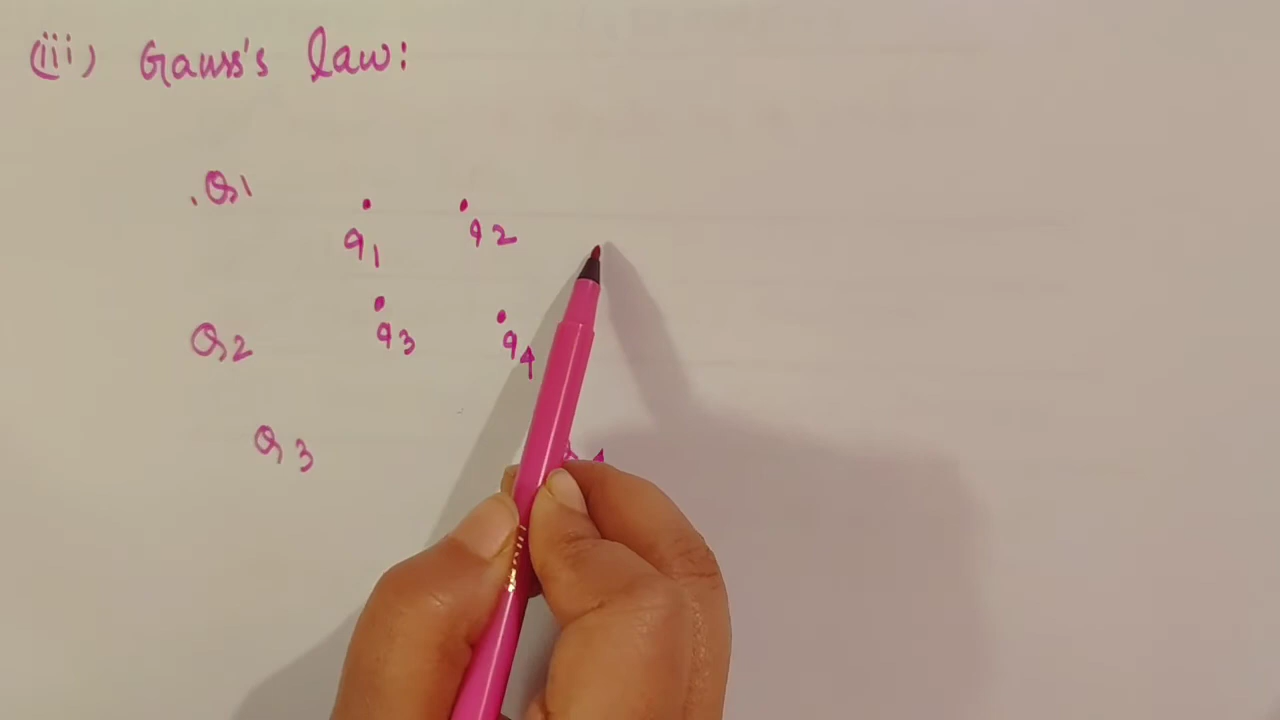 (iii) Gauss's law:
.Q1
q1 q2
q3 q4
Q2
Q3